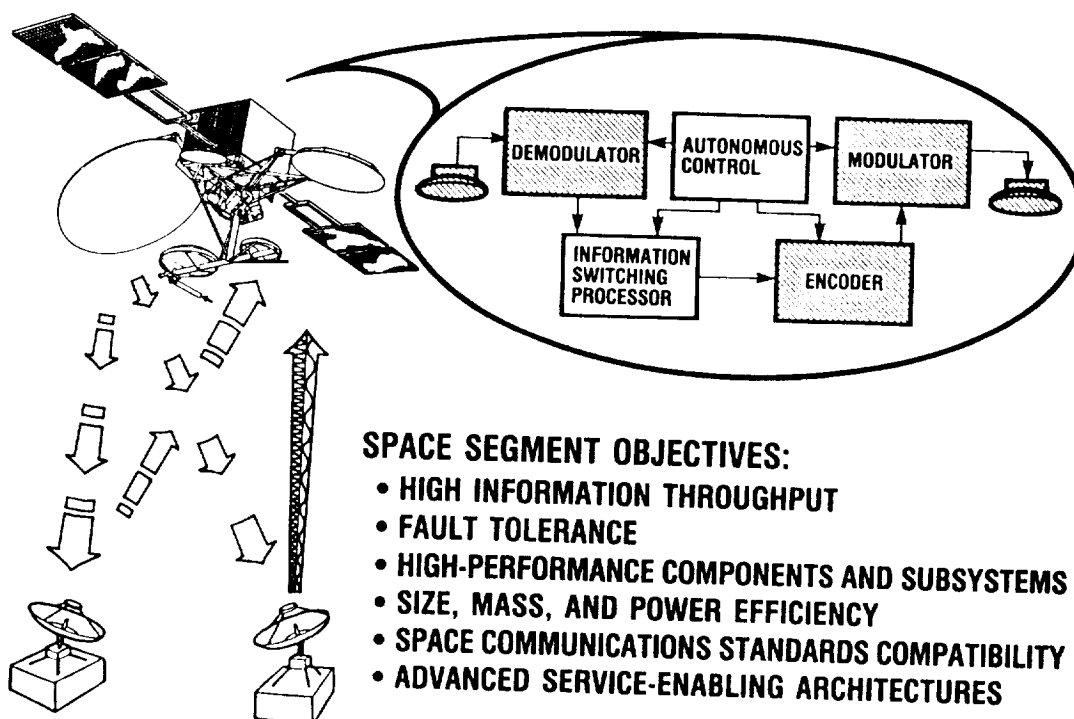 DEMODULATOR
AUTONOMOUS
CONTROL
MODULATOR
INFORMATION
SWITCHING
PROCESSOR
ENCODER
SPACE SEGMENT OBJECTIVES:
• HIGH INFORMATION THROUGHPUT
• FAULT TOLERANCE
• HIGH-PERFORMANCE COMPONENTS AND SUBSYSTEMS
• SIZE, MASS, AND POWER EFFICIENCY
• SPACE COMMUNICATIONS STANDARDS COMPATIBILITY
• ADVANCED SERVICE-ENABLING ARCHITECTURES